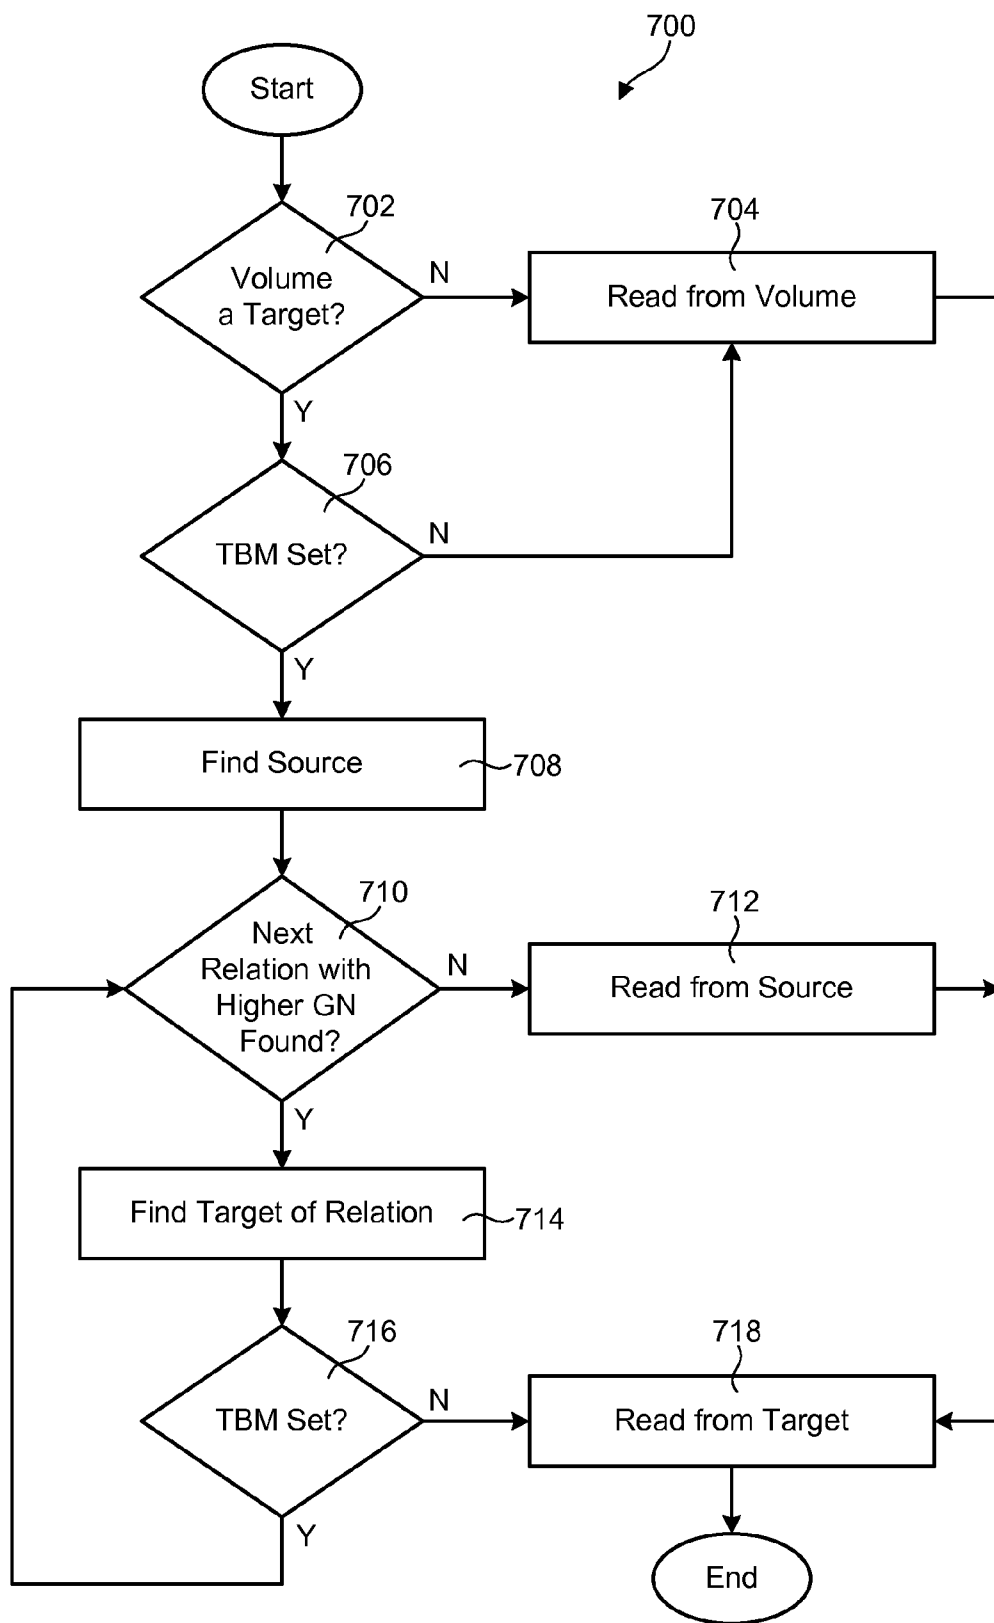 700
Start
702
Volume
a Target?
N
704
Read from Volume
Y
706
TBM Set?
N
Y
Find Source
708
710
Next
Relation with
Higher GN
Found?
N
712
Read from Source
Y
Find Target of Relation
714
716
TBM Set?
N
718
Read from Target
Y
End